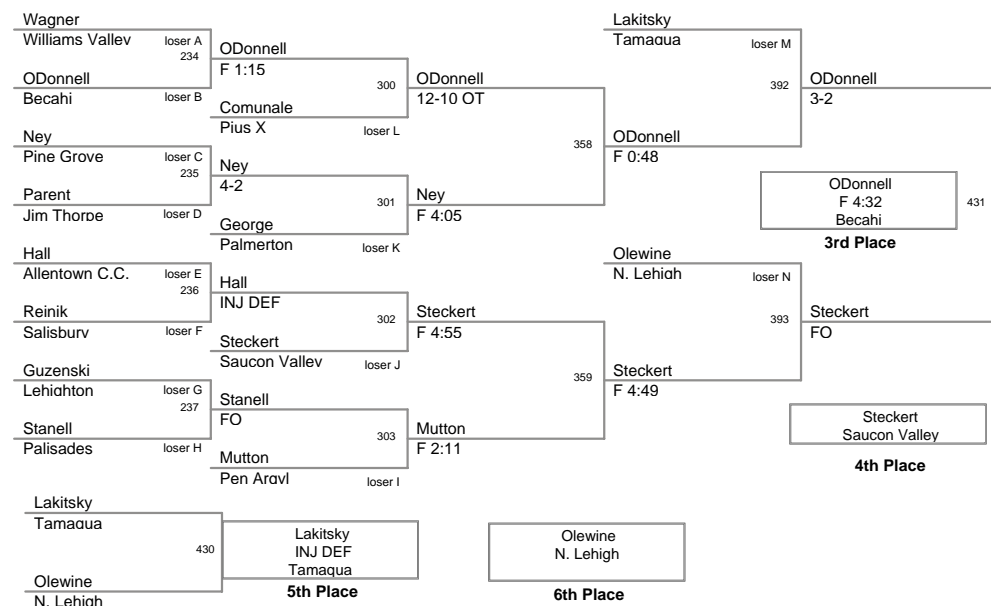 Wagner
Williams Valley
loser A
234
ODonnell
Becahi
loser B
ODonnell
F 1:15
300
Comunale
Pius X
loser L
ODonnell
12-10 OT
Ney
Pine Grove
loser C
235
Parent
Jim Thorpe
loser D
Ney
4-2
301
George
Palmerton
loser K
Ney
F 4:05
358
ODonnell
F 0:48
Lakitsky
Tamaqua
loser M
392
ODonnell
3-2
ODonnell
F 4:32
Becahi
431
3rd Place
Hall
Allentown C.C.
loser E
236
Reinik
Salisbury
loser F
Hall
INJ DEF
302
Steckert
Saucon Valley
loser J
Steckert
F 4:55
Guzenski
Lehighton
loser G
237
Stanell
Palisades
loser H
Stanell
FO
303
Mutton
Pen Argyl
loser I
Mutton
F 2:11
359
Steckert
F 4:49
Olewine
N. Lehigh
loser N
393
Steckert
FO
Steckert
Saucon Valley
4th Place
Lakitsky
Tamaqua
430
Olewine
N. Lehigh
Lakitsky
INJ DEF
Tamaqua
5th Place
Olewine
N. Lehigh
6th Place